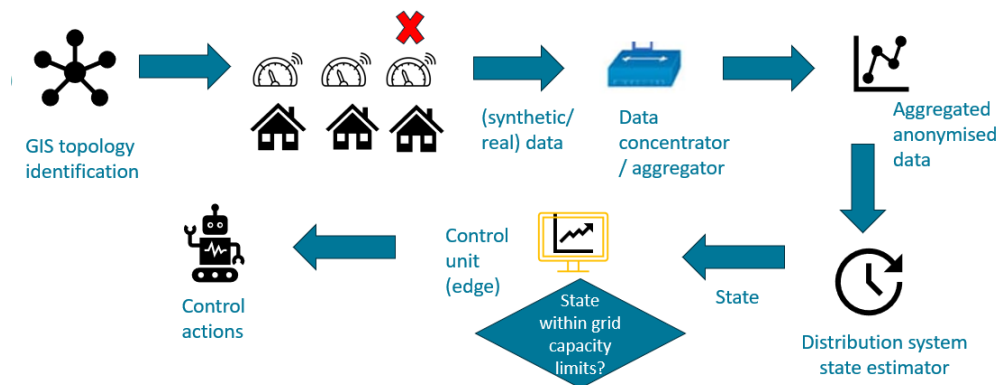 GIS topology
identification
(synthetic/
real) data
Data
concentrator
/ aggregator
Aggregated
anonymised
data
Distribution system
state estimator
State
Control
unit
(edge)
State
within grid
capacity
limits?
Control
actions